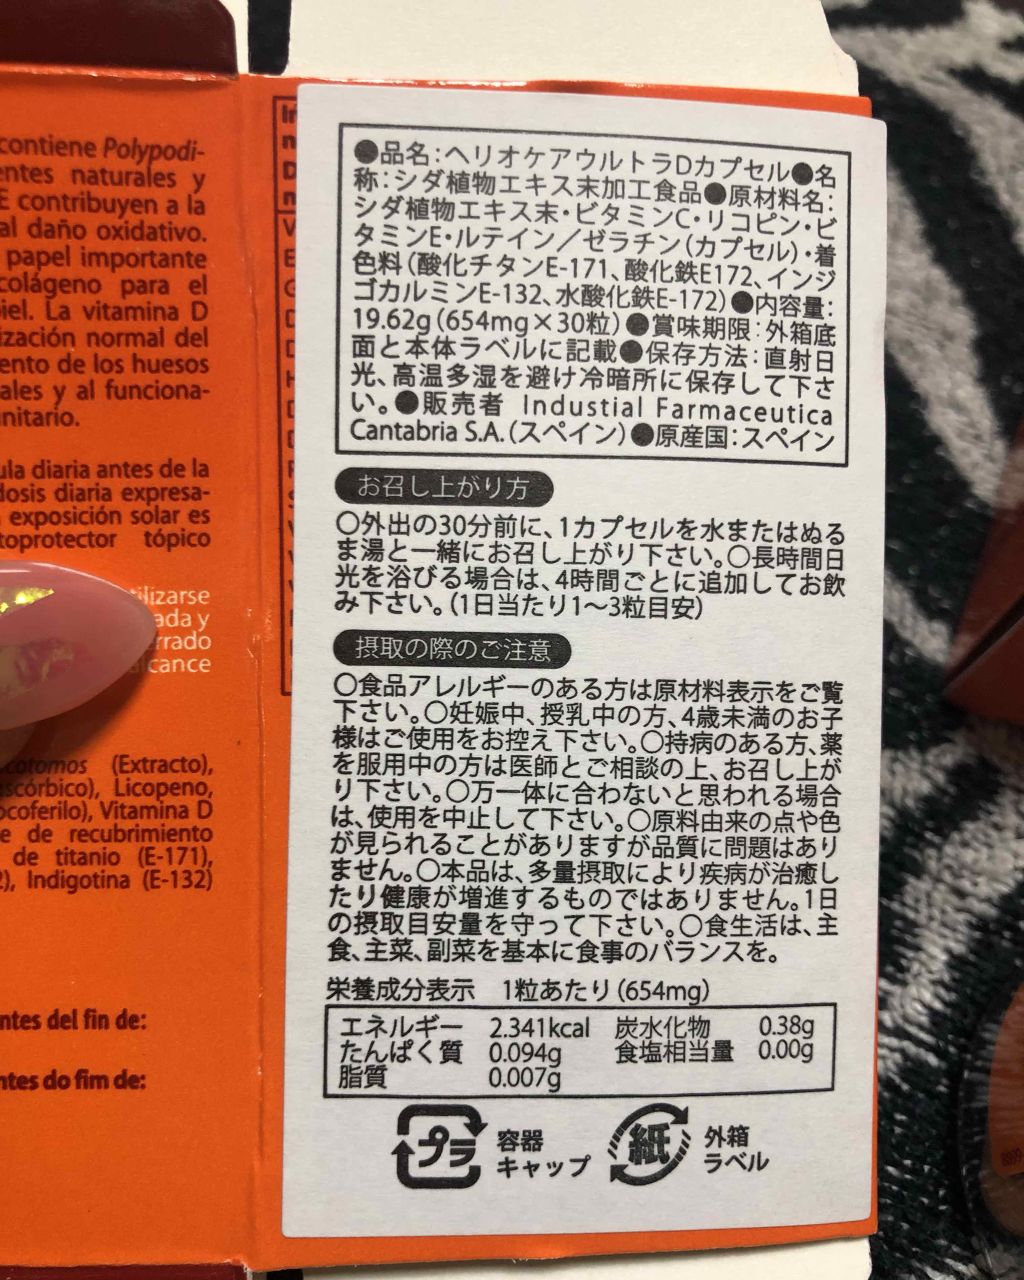 contiene Polypodi-
entes naturales y
E contribuyen a la
al daño oxidativo.
papel importante
colágeno para el
piel. La vitamina D
ización normal del
ento de los huesos
ales y al funciona-
unitario.
ula diaria antes de la
dosis diaria expresa-
exposición solar es
toprotector tópico
tilizarse
ada y
rrado
alcance
cotomos (Extracto),
ascórbico), Licopeno,
ocoferilo), Vitamina D
e de recubrimiento
de titanio (E-171),
2), Indigotina (E-132)
ntes del fin de:
ntes do fim de:
●品名:ヘリオケアウルトラDカプセル●名
称:シダ植物エキス末加工食品●原材料名:
シダ植物エキス末・ビタミンC・リコピン・ビ
タミンE・ルテイン/ゼラチン(カプセル)・着
色料(酸化チタンE-171、酸化鉄E172、インジ
ゴカルミンE-132、水酸化鉄E-172)●内容量:
19.62g(654mg×30粒)●賞味期限:外箱底
面と本体ラベルに記載●保存方法:直射日
光、高温多湿を避け冷暗所に保存して下さ
い。●販売者 Industial Farmaceutica
Cantabria S.A.(スペイン)●原産国:スペイン
お召し上がり方
〇外出の30分前に、1カプセルを水またはぬる
ま湯と一緒にお召し上がり下さい。〇長時間日
光を浴びる場合は、4時間ごとに追加してお飲
み下さい。(1日当たり1〜3粒目安)
摂取の際のご注意
〇食品アレルギーのある方は原材料表示をご覧
下さい。〇妊娠中、授乳中の方、4歳未満のお子
様はご使用をお控え下さい。〇持病のある方、薬
を服用中の方は医師とご相談の上、お召し上が
り下さい。〇万一体に合わないと思われる場合
は、使用を中止して下さい。〇原料由来の点や色
が見られることがありますが品質に問題はあり
ません。〇本品は、多量摂取により疾病が治癒し
たり健康が増進するものではありません。1日
の摂取目安量を守って下さい。〇食生活は、主
食、主菜、副菜を基本に食事のバランスを。
栄養成分表示 1粒あたり(654mg)
エネルギー 2.341kcal 炭水化物 0.38g
たんぱく質 0.094g 食塩相当量 0.00g
脂質 0.007g
プラ 容器 紙 外箱
キャップ ラベル